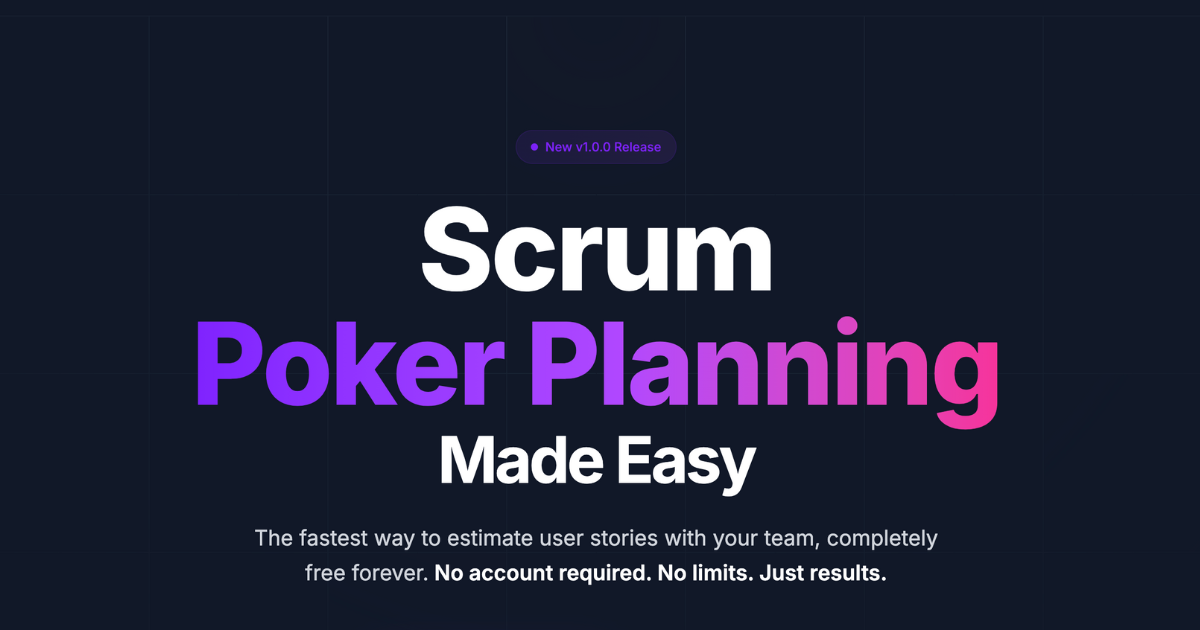 New v1.0.0 Release
Scrum
Poker Planning
Made Easy
The fastest way to estimate user stories with your team, completely
free forever. No account required. No limits. Just results.